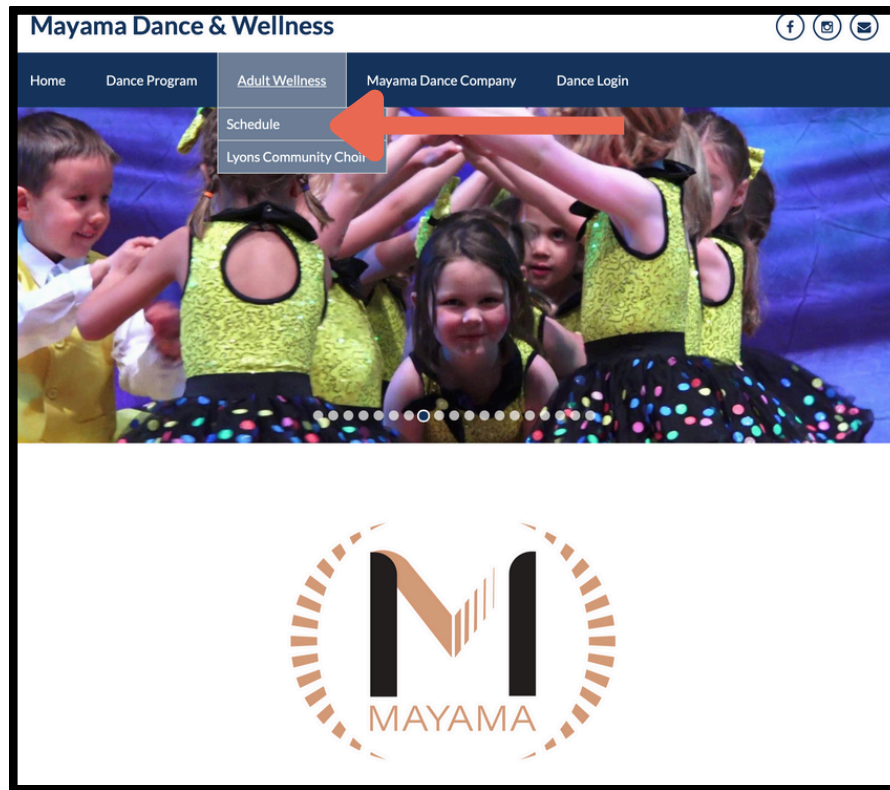 Mayama Dance & Wellness
Home Dance Program Adult Wellness Mayama Dance Company Dance Login
Schedule
Lyons Community Choir
MAYAMA